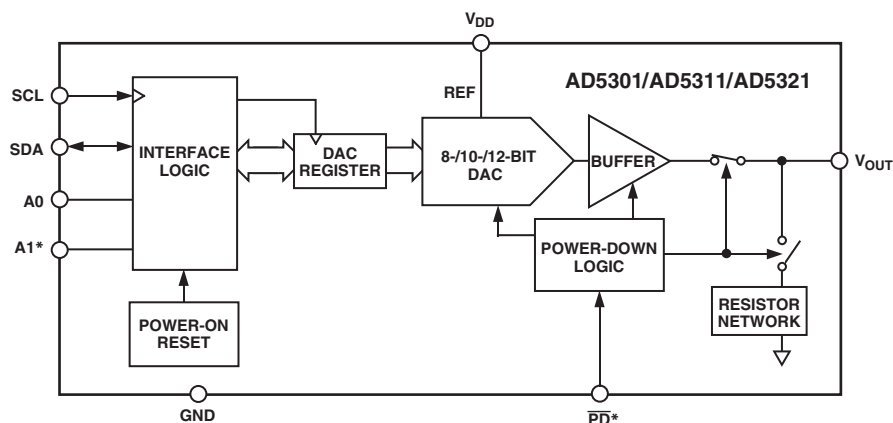 V_DD
AD5301/AD5311/AD5321
SCL
REF
SDA
INTERFACE
LOGIC
DAC
REGISTER
8-/10-/12-BIT
DAC
BUFFER
V_OUT
A0
A1*
POWER-DOWN
LOGIC
POWER-ON
RESET
RESISTOR
NETWORK
GND
P̅D̅*